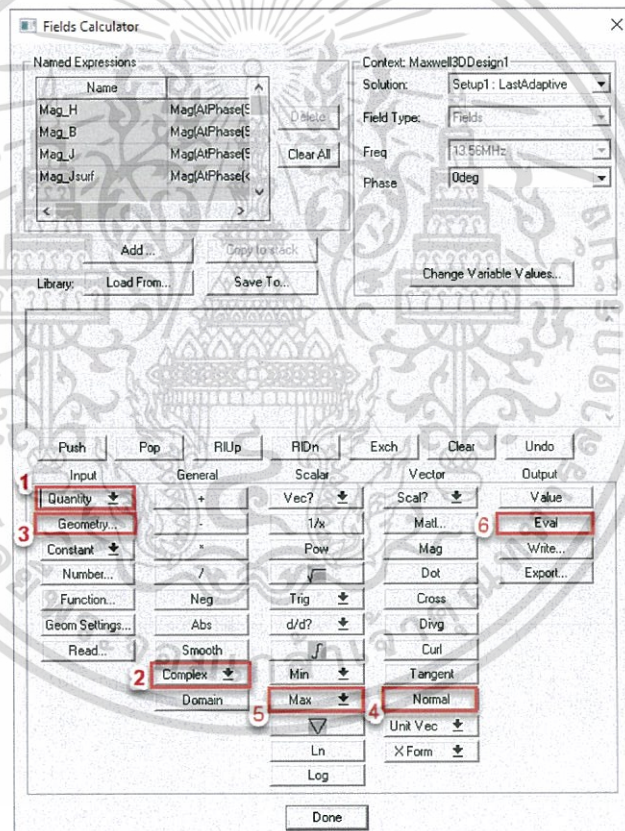 Fields Calculator
Named Expressions
Name
Mag_H Mag(AtPhase(S
Mag_B Mag(AtPhase(S
Mag_J Mag(AtPhase(S
Mag_Jsurf Mag(AtPhase(<
Delete
Clear All
Add ...
Copy to stack
Library: Load From... Save To...
Context: Maxwell3DDesign1
Solution: Setup1 : LastAdaptive
Field Type: Fields
Freq 13.56MHz
Phase 0deg
Change Variable Values...
Push Pop RlUp RlDn Exch Clear Undo
Input General Scalar Vector Output
1 Quantity + Vec? Scal? Value
3 Geometry... - 1/x Matl... 6 Eval
Constant * Pow Mag Write...
Number... / √ Dot Export...
Function... Neg Trig Cross
Geom Settings... Abs d/d? Divg
Read... Smooth ∫ Curl
2 Complex Min Tangent
Domain 5 Max 4 Normal
▽ Unit Vec
Ln XForm
Log
Done